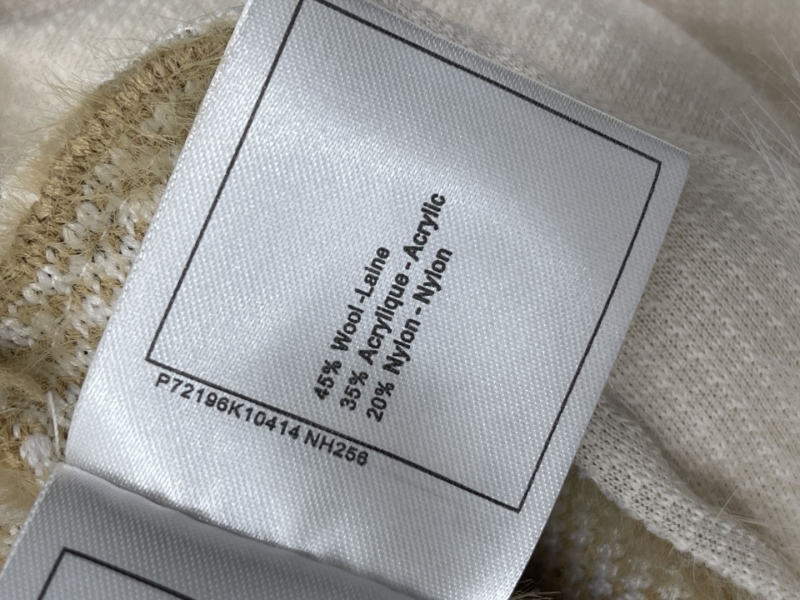 45% Wool -Laine
35% Acrylique - Acrylic
20% Nylon - Nylon
P72196K10414 NH256